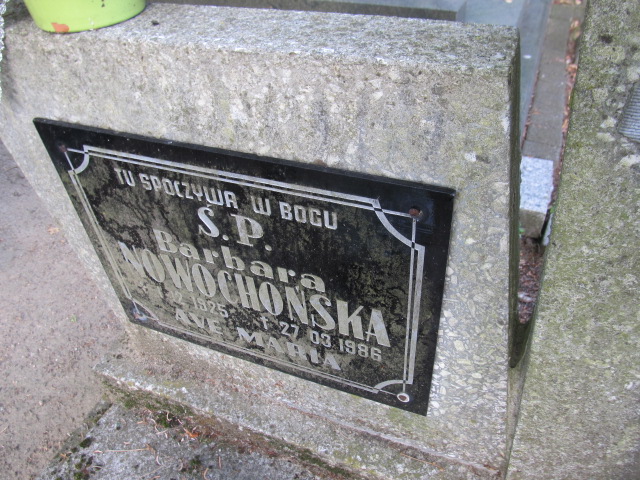 TU SPOCZYWA W BOGU
Ś.P.
Barbara
NOWOCHOŃSKA
1925 † 27 03.1986
AVE MARIA